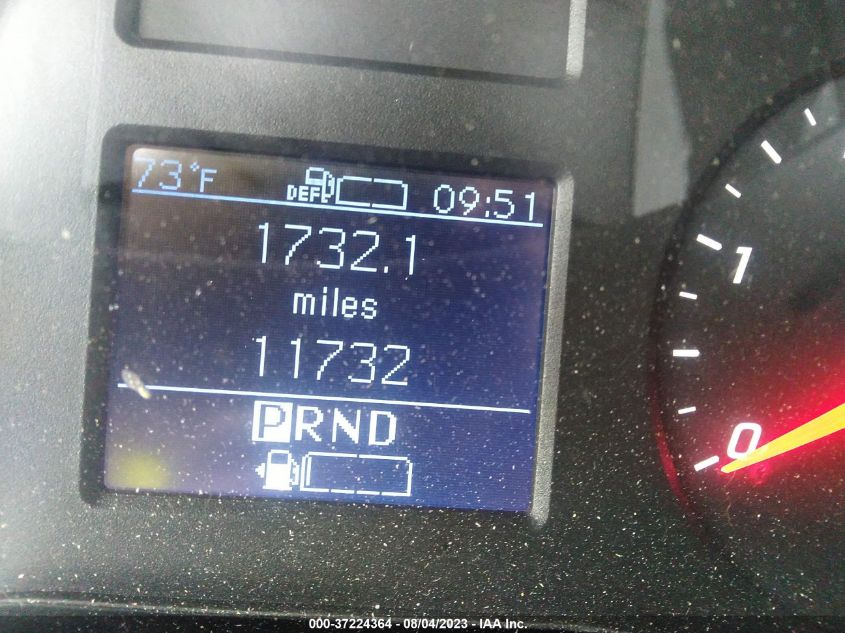 73°F DEF 09:51
1732.1
miles
11732
PRND
1
0
000-37224364 - 08/04/2023 - IAA Inc.